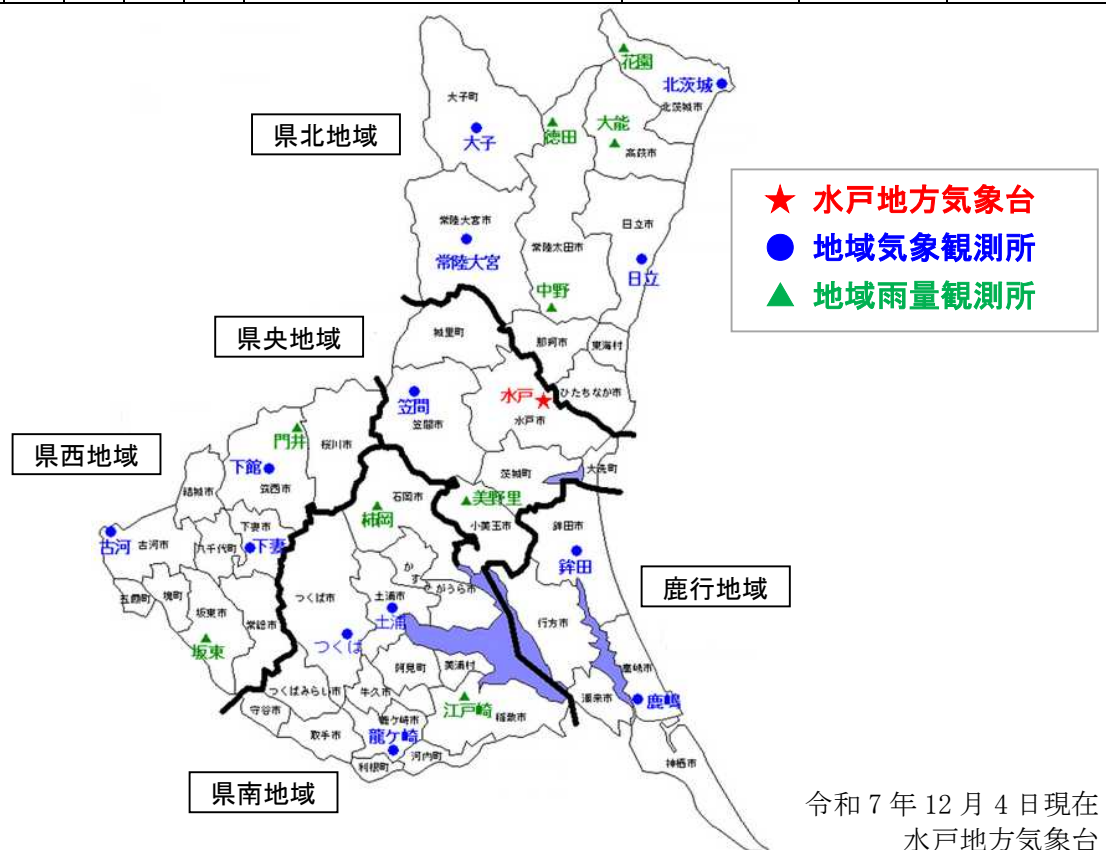 花園
北茨城
北茨城市
大子町
大子
徳田
大能
高萩市
県北地域
★ 水戸地方気象台
● 地域気象観測所
▲ 地域雨量観測所
常陸大宮市
常陸大宮
常陸太田市
日立市
日立
中野
県央地域
城里町
那珂市
東海村
ひたちなか市
笠間
笠間市
水戸
水戸市
県西地域
門井
桜川市
下館
筑西市
結城市
茨城町
大洗町
石岡市
柿岡
美野里
小美玉市
鉾田市
鉾田
古河
古河市
八千代町
下妻市
下妻
五霞町
境町
坂東市
坂東
常総市
つくば市
つくば
かすみがうら市
土浦市
土浦
鹿行地域
行方市
阿見町
美浦村
鹿嶋市
鹿嶋
潮来市
つくばみらい市
牛久市
守谷市
取手市
龍ケ崎市
龍ケ崎
江戸崎
稲敷市
利根町
河内町
神栖市
県南地域
令和７年 12 月 4 日現在
水戸地方気象台